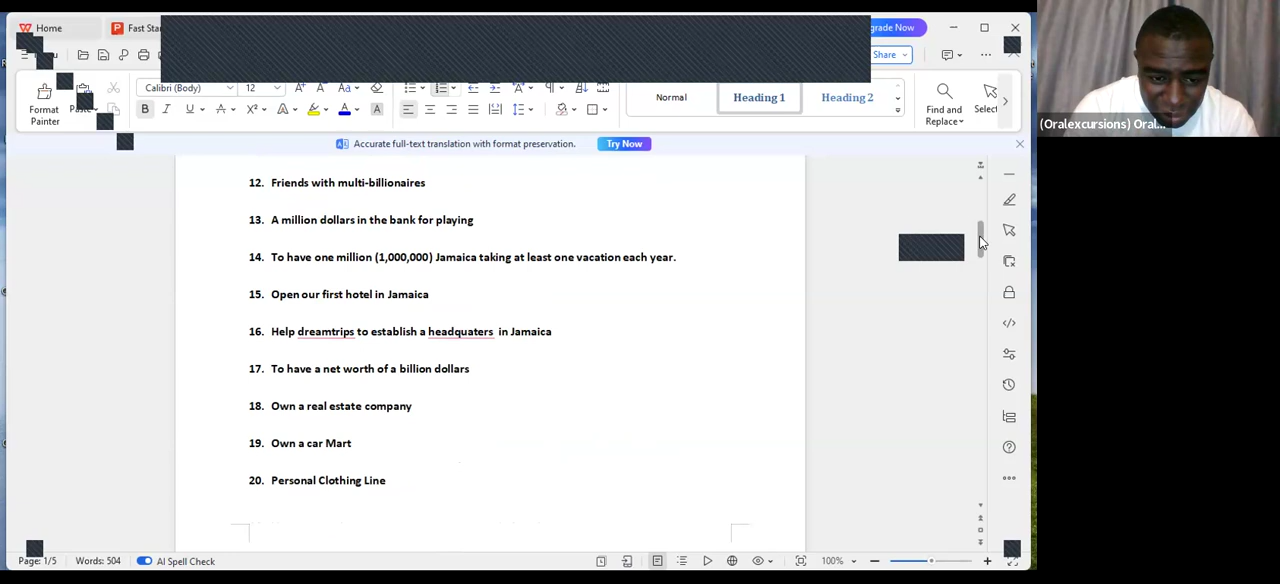 Home Fast Sta
grade Now
Share
Format Painter
Calibri (Body) 12
Normal Heading 1 Heading 2
Find and Replace
Select
Accurate full-text translation with format preservation. Try Now
(Oralexcursions) Oral...
12. Friends with multi-billionaires
13. A million dollars in the bank for playing
14. To have one million (1,000,000) Jamaica taking at least one vacation each year.
15. Open our first hotel in Jamaica
16. Help dreamtrips to establish a headquaters in Jamaica
17. To have a net worth of a billion dollars
18. Own a real estate company
19. Own a car Mart
20. Personal Clothing Line
Page: 1/5 Words: 504 AI Spell Check 100%